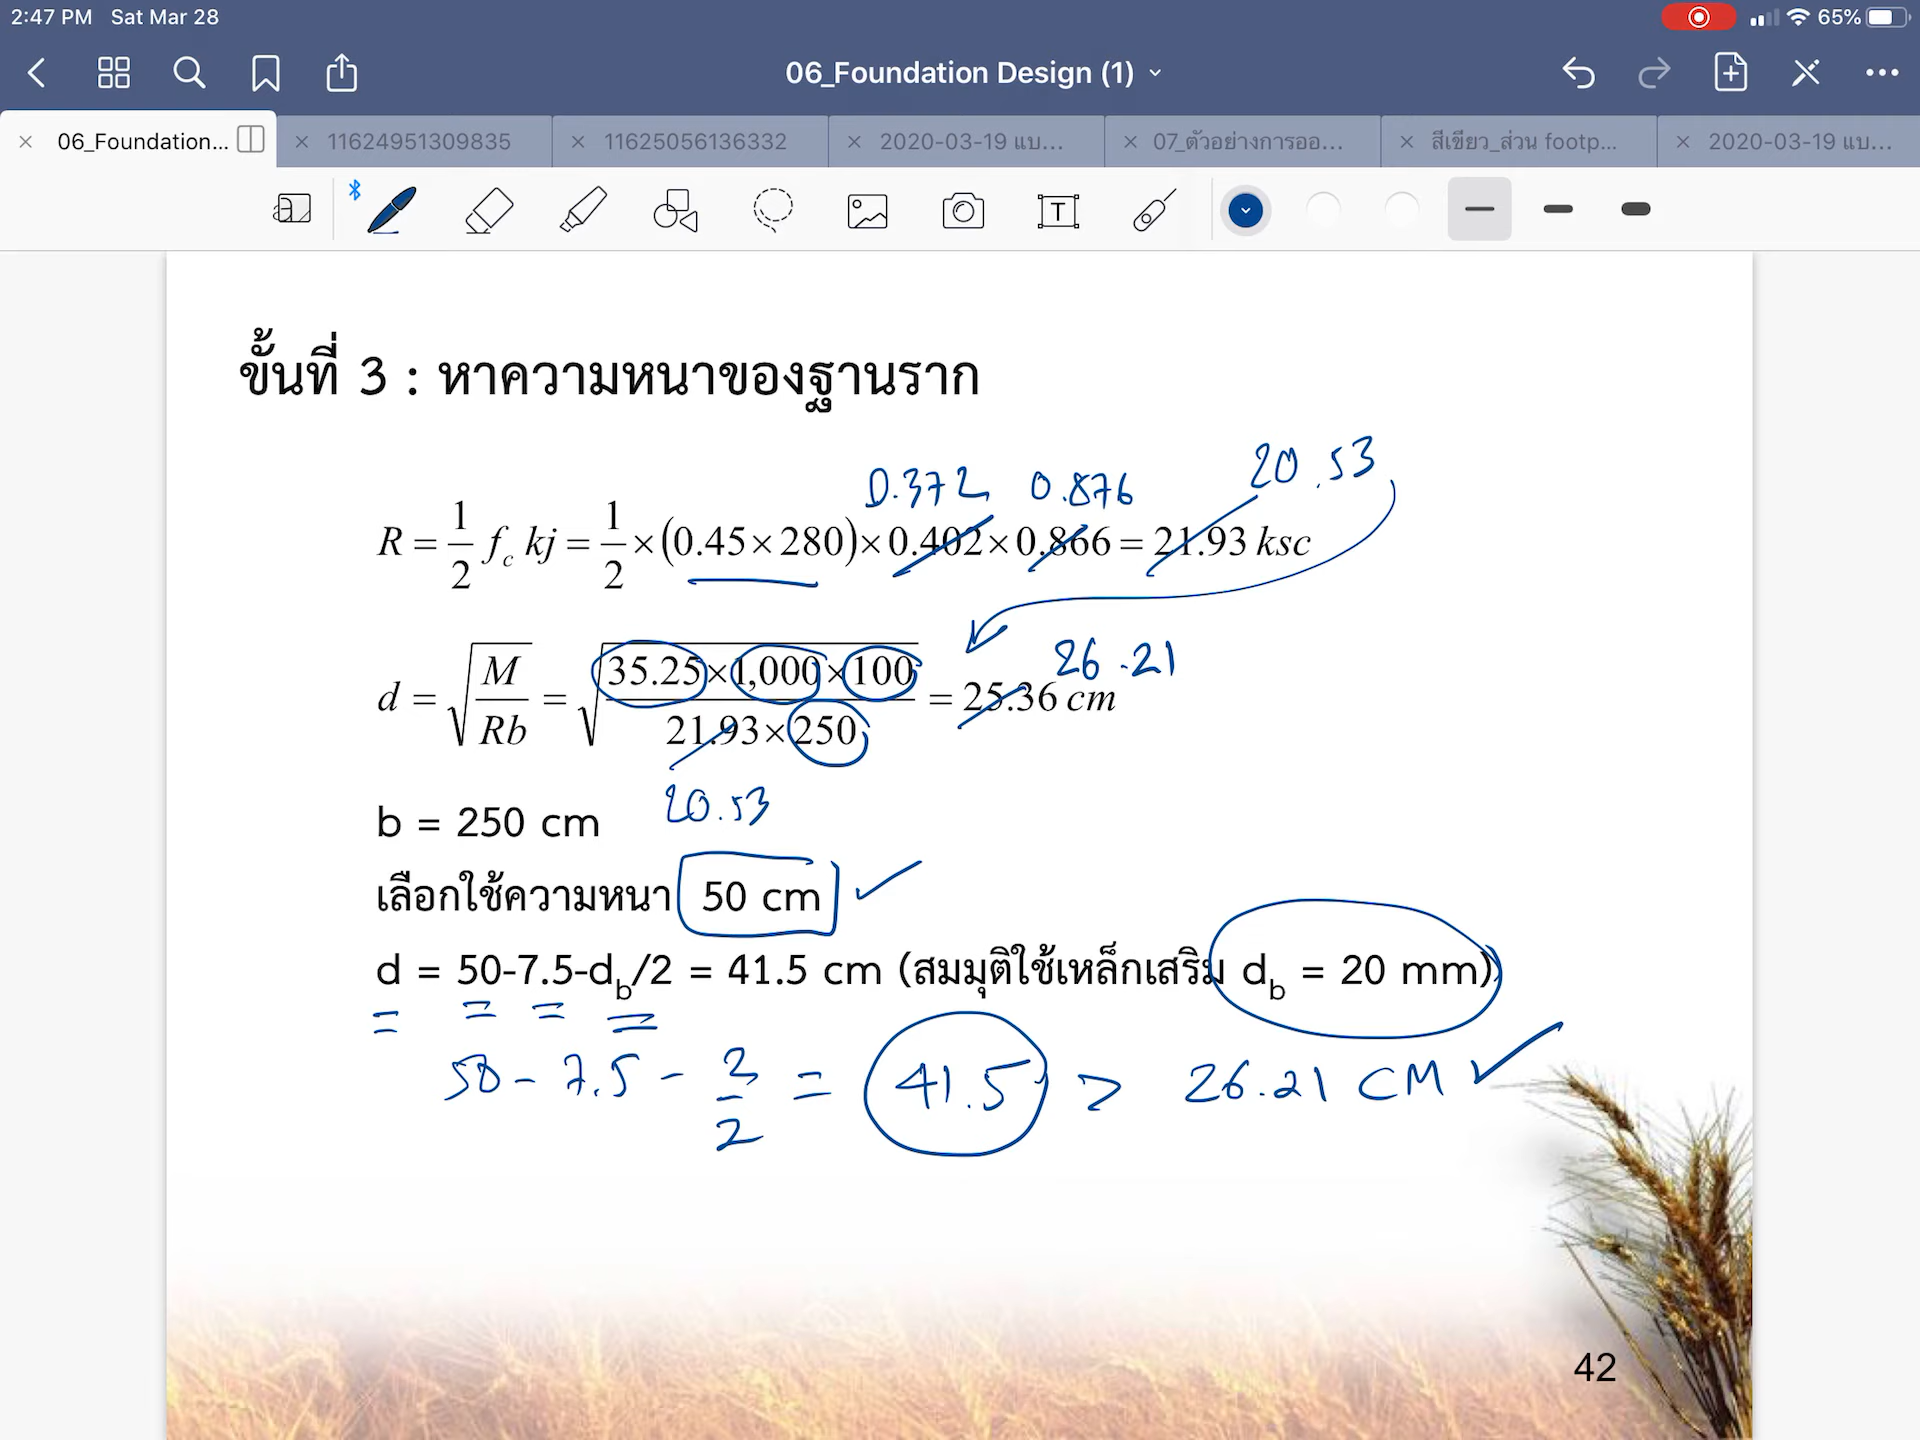 2:47 PM Sat Mar 28
65%
06_Foundation Design (1)
06_Foundation...
11624951309835
11625056136332
2020-03-19 แบ...
07_ตัวอย่างการออ...
สีเขียว_ส่วน footp...
2020-03-19 แบ...
ขั้นที่ 3 : หาความหนาของฐานราก
0.372 0.876 20.53
R = 1/2 f_c kj = 1/2 × (0.45 × 280) × 0.402 × 0.866 = 21.93 ksc
26.21
d = √(M/Rb) = √((35.25 × 1,000 × 100)/(21.93 × 250)) = 25.36 cm
20.53
b = 250 cm
เลือกใช้ความหนา 50 cm
d = 50-7.5-d_b/2 = 41.5 cm (สมมุติใช้เหล็กเสริม d_b = 20 mm)
50 - 7.5 - 2/2 = 41.5 > 26.21 CM
42